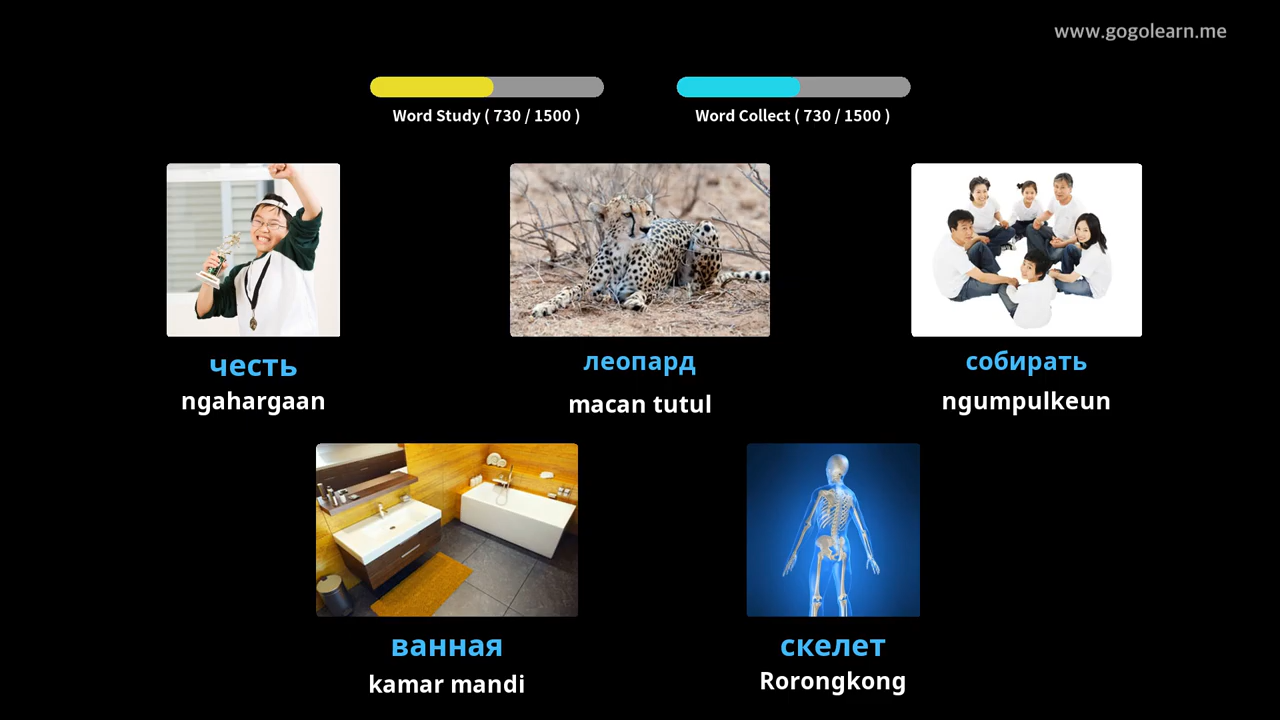 www.gogolearn.me
Word Study ( 730 / 1500 )
Word Collect ( 730 / 1500 )
честь
ngahargaan
леопард
macan tutul
собирать
ngumpulkeun
ванная
kamar mandi
скелет
Rorongkong